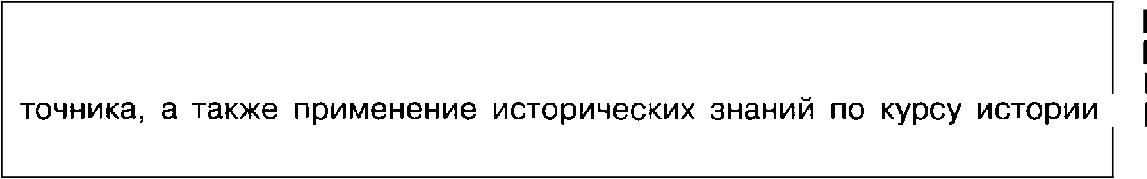 точника, а также применение исторических знаний по курсу истории